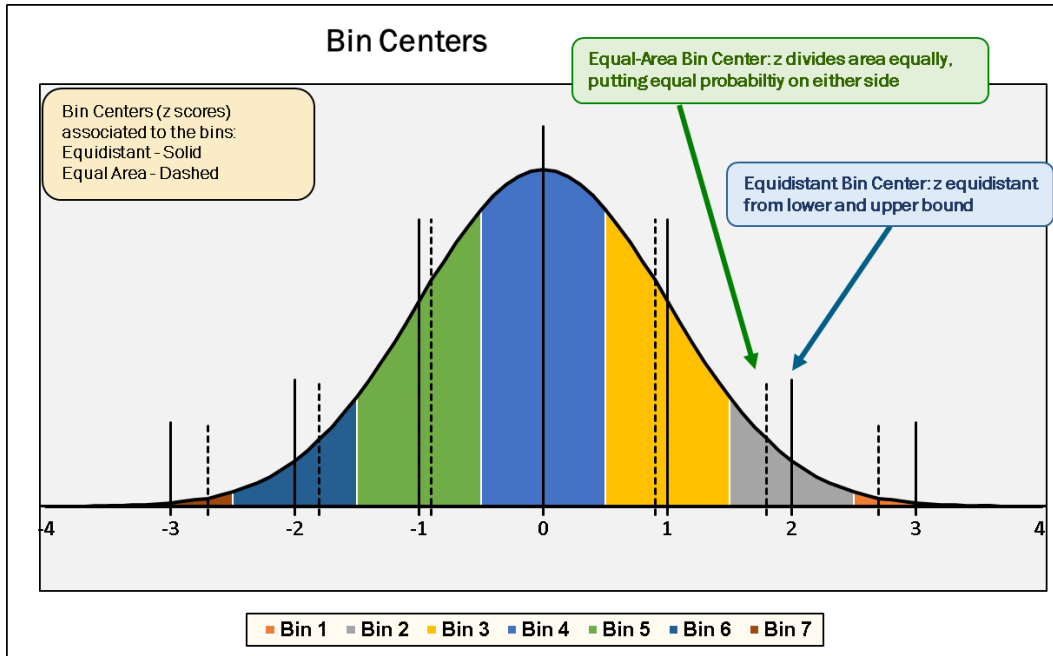 Bin Centers
Equal-Area Bin Center: z divides area equally,
putting equal probabiltiy on either side
Bin Centers (z scores)
associated to the bins:
Equidistant - Solid
Equal Area - Dashed
Equidistant Bin Center: z equidistant
from lower and upper bound
-4 -3 -2 -1 0 1 2 3 4
Bin 1 Bin 2 Bin 3 Bin 4 Bin 5 Bin 6 Bin 7